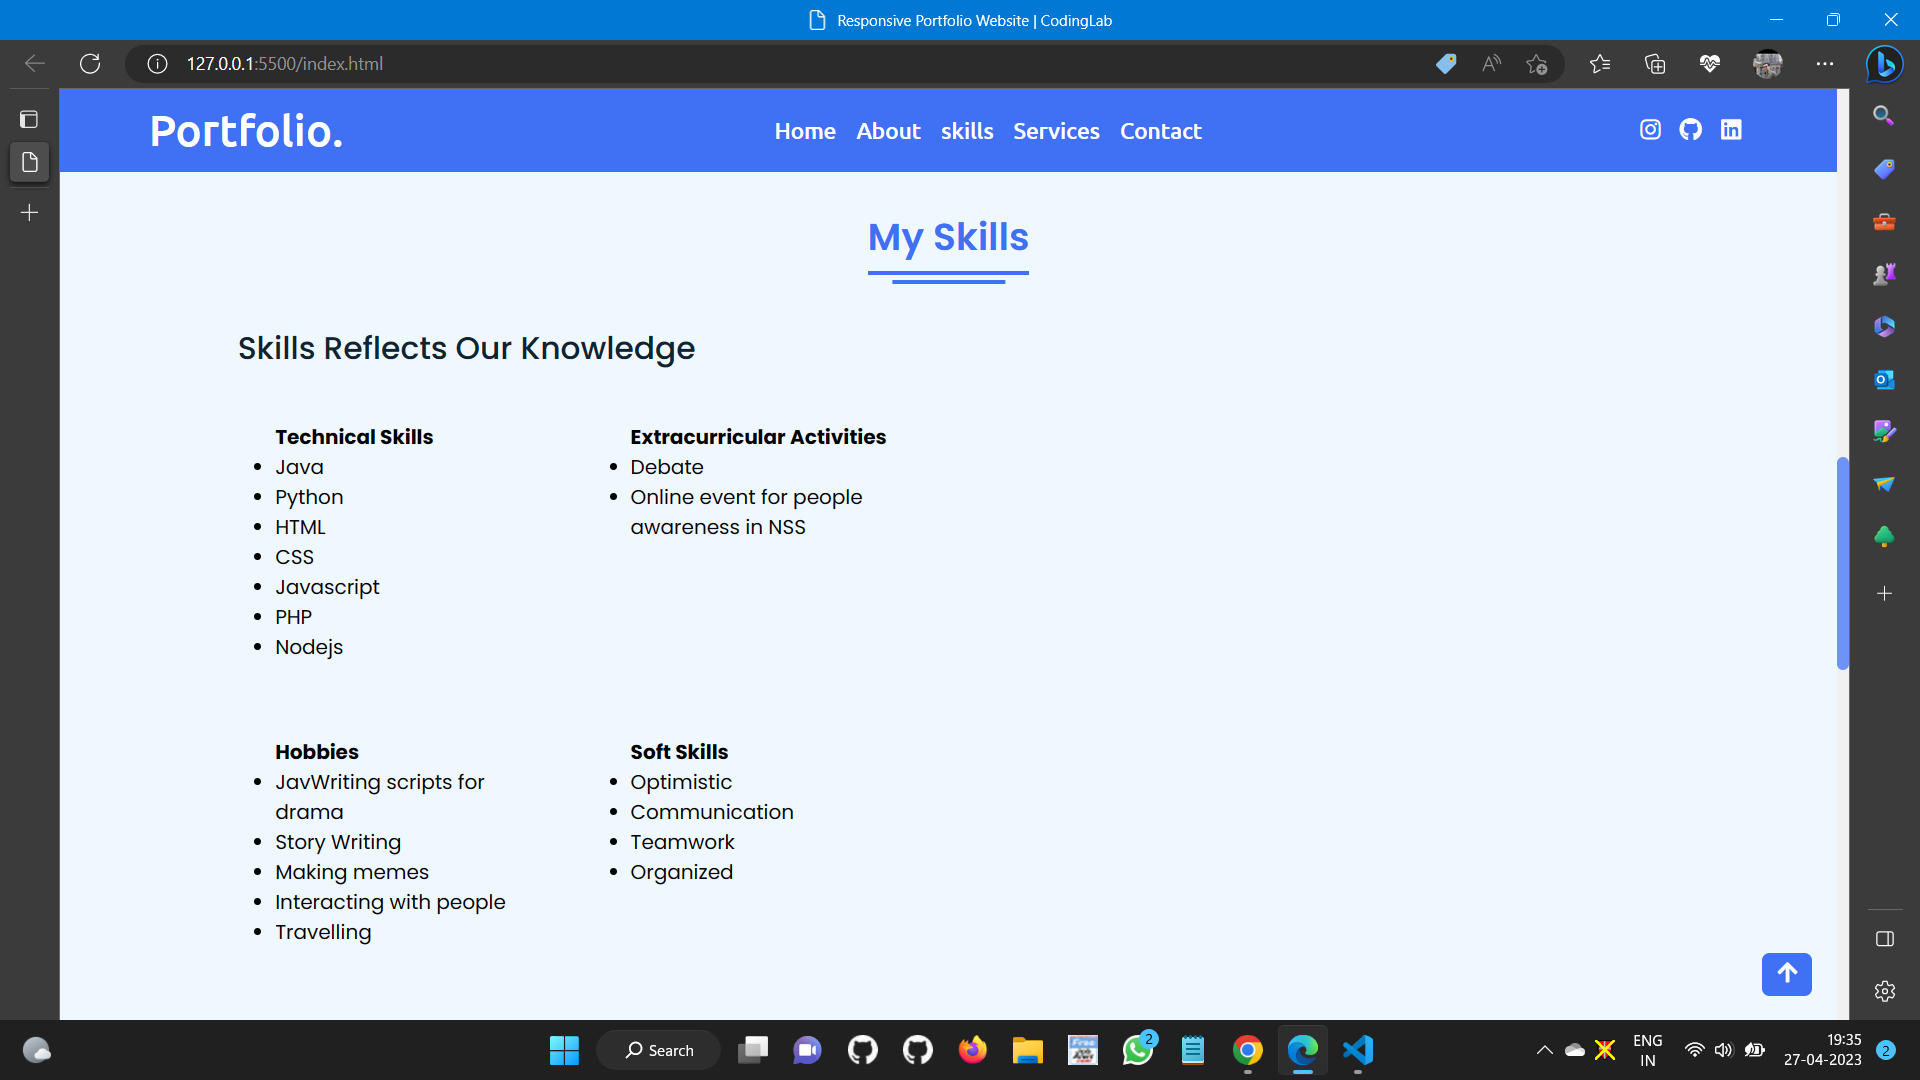 Responsive Portfolio Website | CodingLab
127.0.0.1:5500/index.html
Portfolio.
Home About skills Services Contact
My Skills
Skills Reflects Our Knowledge
Technical Skills
Java
Python
HTML
CSS
Javascript
PHP
Nodejs
Extracurricular Activities
Debate
Online event for people
awareness in NSS
Hobbies
JavWriting scripts for
drama
Story Writing
Making memes
Interacting with people
Travelling
Soft Skills
Optimistic
Communication
Teamwork
Organized
Search
2
ENG
IN
19:35
27-04-2023
2